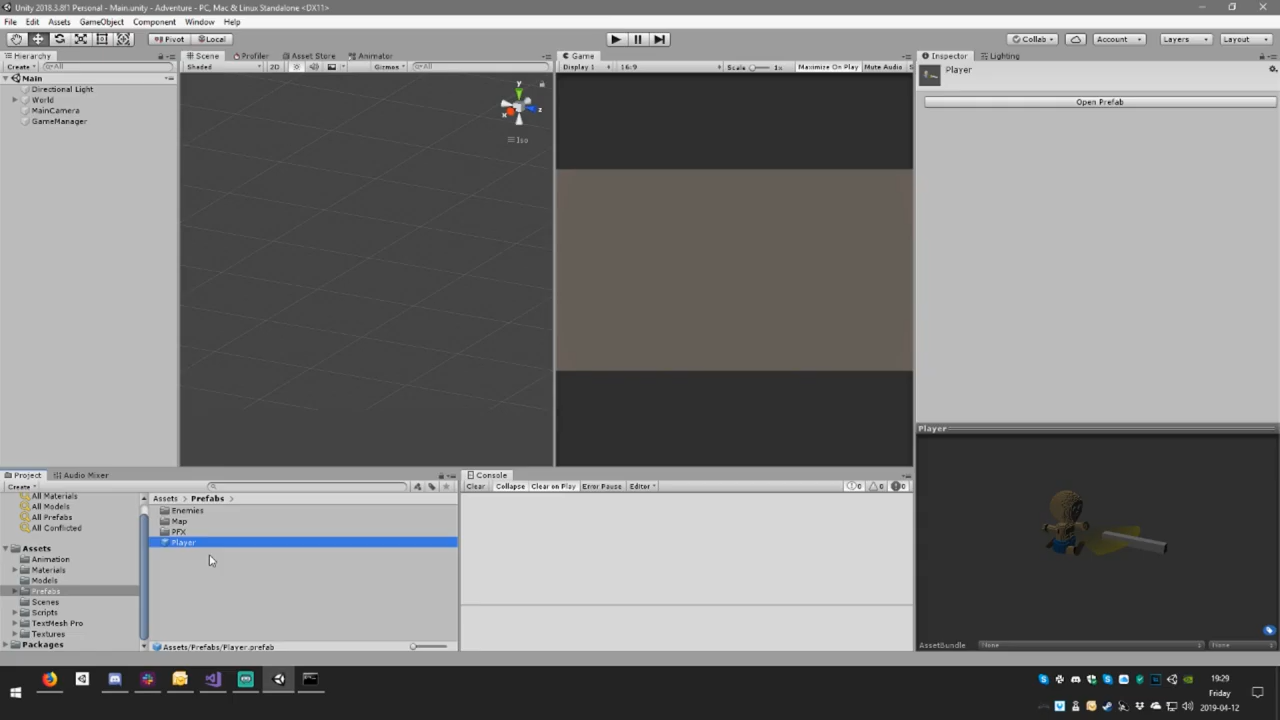 Unity 2018.3.8f1 Personal - Main.unity - Adventure - PC, Mac & Linux Standalone <DX11>
File Edit Assets GameObject Component Window Help
Pivot Local Collab Account Layers Layout
Hierarchy
Create All
Main
Directional Light
World
MainCamera
GameManager
Scene Profiler Asset Store Animator
Shaded 2D Gizmos All
y
x
z
Iso
Game
Display 1 16:9 Scale 1x Maximize On Play Mute Audio S
Inspector Lighting
Player
Open Prefab
Player
AssetBundle None None
Project Audio Mixer
Create
All Materials
All Models
All Prefabs
All Conflicted
Assets
Animation
Materials
Models
Prefabs
Scenes
Scripts
TextMesh Pro
Textures
Packages
Assets Prefabs
Enemies
Map
PFX
Player
Assets/Prefabs/Player.prefab
Console
Clear Collapse Clear on Play Error Pause Editor 0 0 0
19:29
Friday
2019-04-12